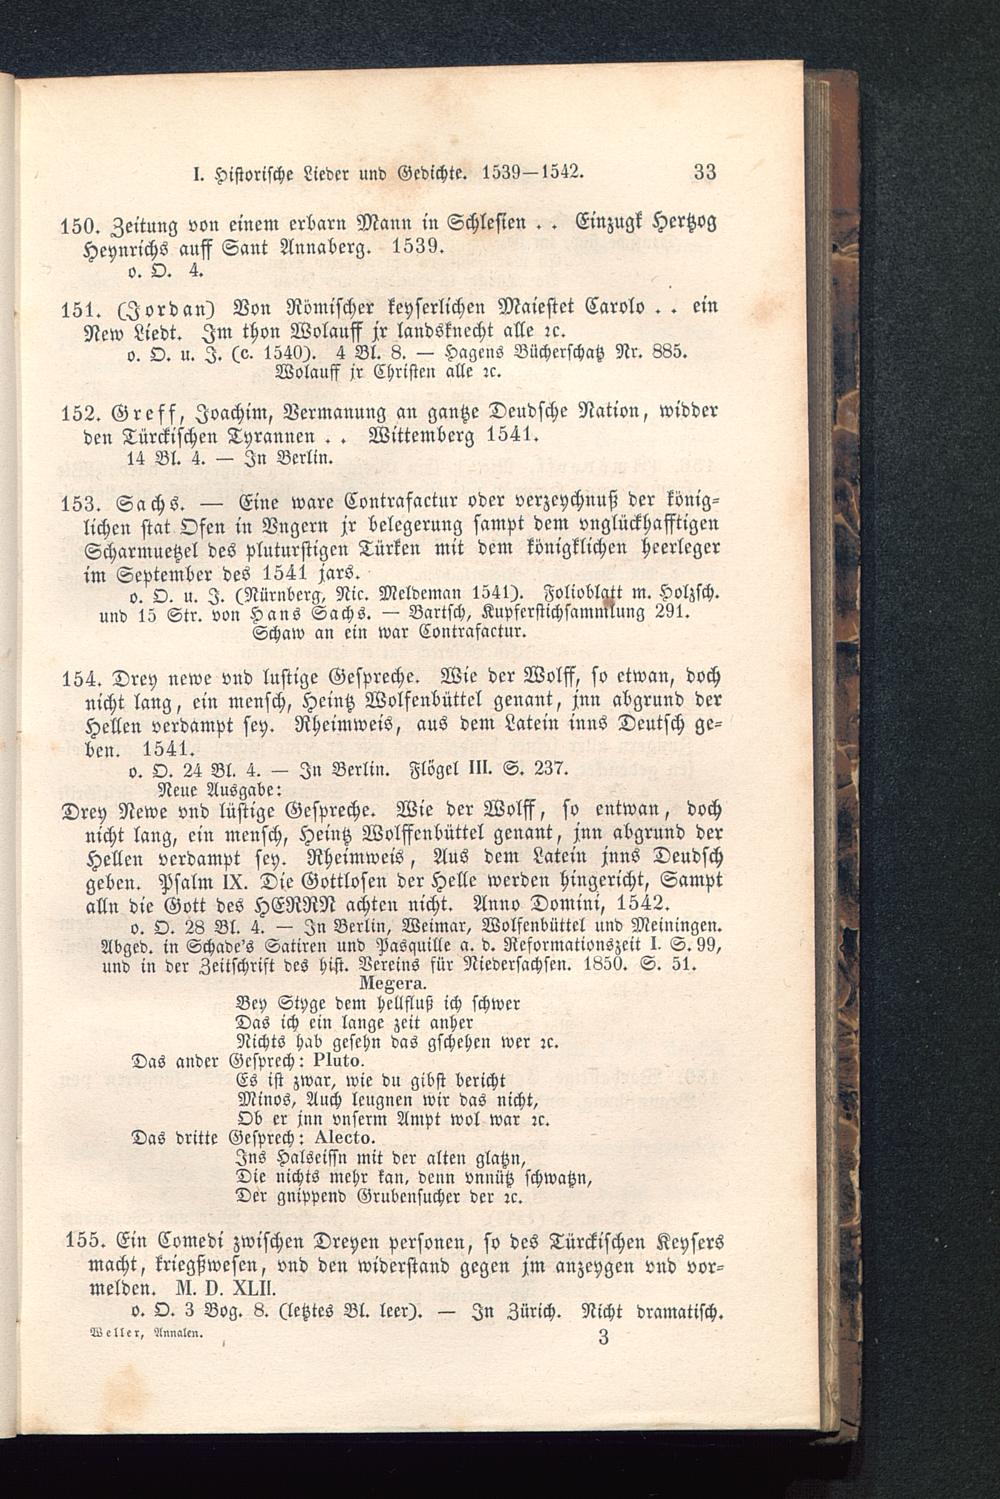 I. Historische Lieder und Gedichte. 1539—1542. 33
150. Zeitung von einem erbarn Mann in Schlesien . . Einzugk Hertzog
Heynrichs auff Sant Annaberg. 1539.
o. O. 4.
151. (Jordan) Von Römischer keyserlichen Maiestet Carolo . . ein
New Liedt. Im thon Wolauff jr landsknecht alle ꝛc.
o. O. u. J. (c. 1540). 4 Bl. 8. — Hagens Bücherschatz Nr. 885.
Wolauff jr Christen alle ꝛc.
152. Greff, Joachim, Vermanung an gantze Deudsche Nation, widder
den Türckischen Tyrannen . . Wittemberg 1541.
14 Bl. 4. — In Berlin.
153. Sachs. — Eine ware Contrafactur oder verzeychnuß der könig-
lichen stat Ofen in Vngern jr belegerung sampt dem vnglückhafftigen
Scharmuetzel des pluturstigen Türken mit dem königklichen heerleger
im September des 1541 jars.
o. O. u. J. (Nürnberg, Nic. Meldeman 1541). Folioblatt m. Holzsch.
und 15 Str. von Hans Sachs. — Bartsch, Kupferstichsammlung 291.
Schaw an ein war Contrafactur.
154. Drey newe vnd lustige Gespreche. Wie der Wolff, so etwan, doch
nicht lang, ein mensch, Heintz Wolfenbüttel genant, jnn abgrund der
Hellen verdampt sey. Rheimweis, aus dem Latein inns Deutsch ge-
ben. 1541.
o. O. 24 Bl. 4. — In Berlin. Flögel III. S. 237.
Neue Ausgabe:
Drey Newe vnd lüstige Gespreche. Wie der Wolff, so entwan, doch
nicht lang, ein mensch, Heintz Wolffenbüttel genant, jnn abgrund der
Hellen verdampt sey. Rheimweis, Aus dem Latein jnns Deudsch
geben. Psalm IX. Die Gottlosen der Helle werden hingericht, Sampt
alln die Gott des HERRN achten nicht. Anno Domini, 1542.
o. O. 28 Bl. 4. — In Berlin, Weimar, Wolfenbüttel und Meiningen.
Abged. in Schade's Satiren und Pasquille a. d. Reformationszeit I. S. 99,
und in der Zeitschrift des hist. Vereins für Niedersachsen. 1850. S. 51.
Megera.
Bey Styge dem hellfluß ich schwer
Das ich ein lange zeit anher
Nichts hab gesehn das gschehen wer ꝛc.
Das ander Gesprech: Pluto.
Es ist zwar, wie du gibst bericht
Minos, Auch leugnen wir das nicht,
Ob er jnn vnserm Ampt wol war ꝛc.
Das dritte Gesprech: Alecto.
Ins Halseissn mit der alten glatzn,
Die nichts mehr kan, denn vnnütz schwatzn,
Der gnippend Grubensucher der ꝛc.
155. Ein Comedi zwischen Dreyen personen, so des Türckischen Keysers
macht, kriegßwesen, vnd den widerstand gegen jm anzeygen vnd vor-
melden. M. D. XLII.
o. O. 3 Bog. 8. (letztes Bl. leer). — In Zürich. Nicht dramatisch.
Weller, Annalen. 3